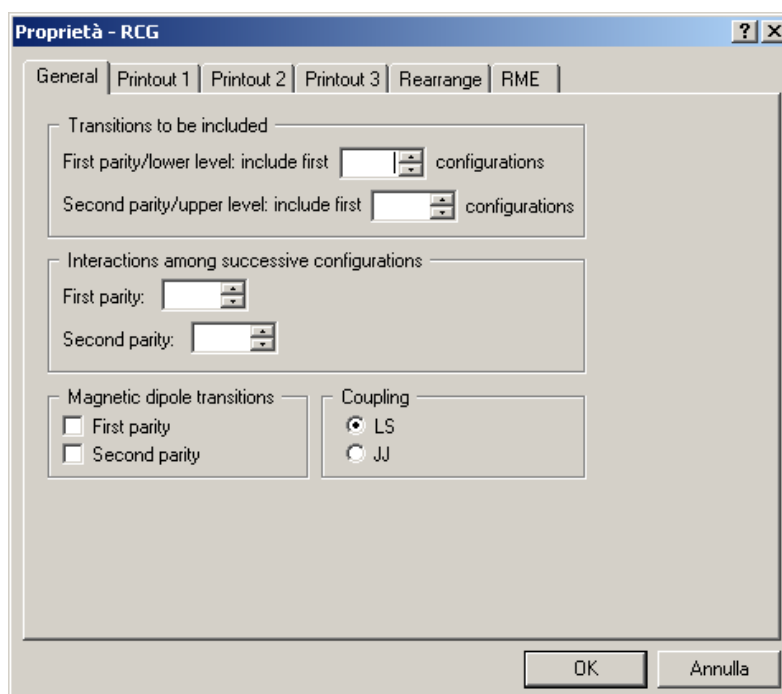 Proprietà - RCG
General Printout 1 Printout 2 Printout 3 Rearrange RME
Transitions to be included
First parity/lower level: include first configurations
Second parity/upper level: include first configurations
Interactions among successive configurations
First parity:
Second parity:
Magnetic dipole transitions Coupling
First parity LS
Second parity JJ
OK Annulla